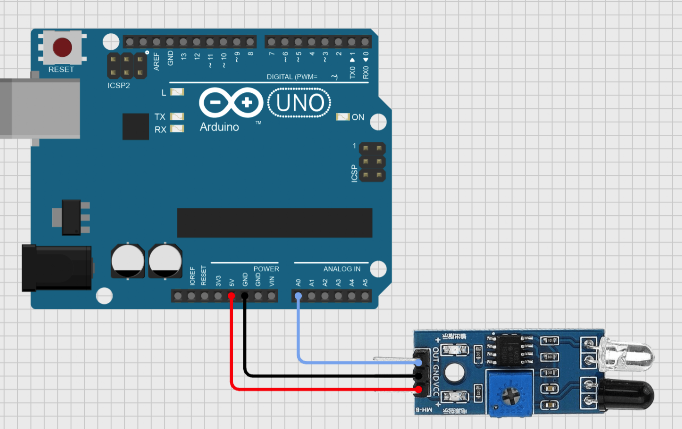 RESET
ICSP2
AREF
GND
13
12
~ 11
~ 10
~ 9
8
7
~ 6
~ 5
4
~ 3
2
TX0 ▶ 1
RX0 ◀ 0
DIGITAL (PWM= ~)
L
TX
RX
Arduino
TM
UNO
ON
1
ICSP
POWER
ANALOG IN
IOREF
RESET
3V3
5V
GND
GND
VIN
A0
A1
A2
A3
A4
A5
OUT
GND
VCC
+
+
MH-B